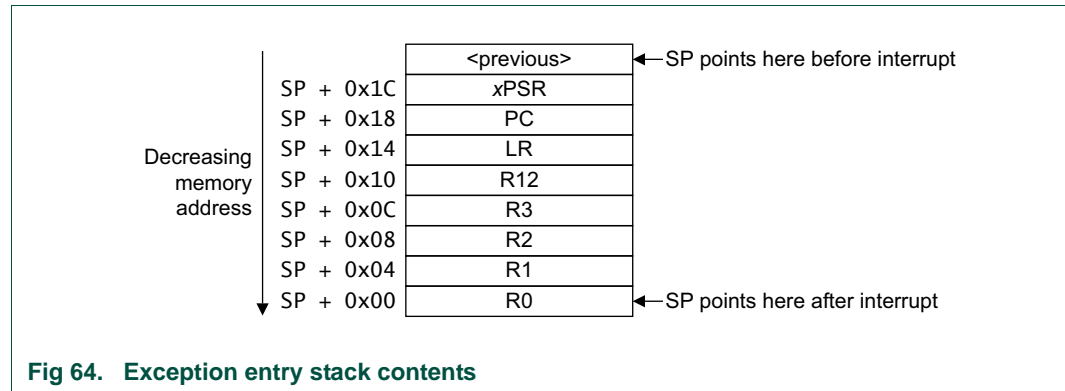 <previous>
SP points here before interrupt
SP + 0x1C
xPSR
SP + 0x18
PC
SP + 0x14
LR
Decreasing
memory
address
SP + 0x10
R12
SP + 0x0C
R3
SP + 0x08
R2
SP + 0x04
R1
SP + 0x00
R0
SP points here after interrupt
Fig 64. Exception entry stack contents